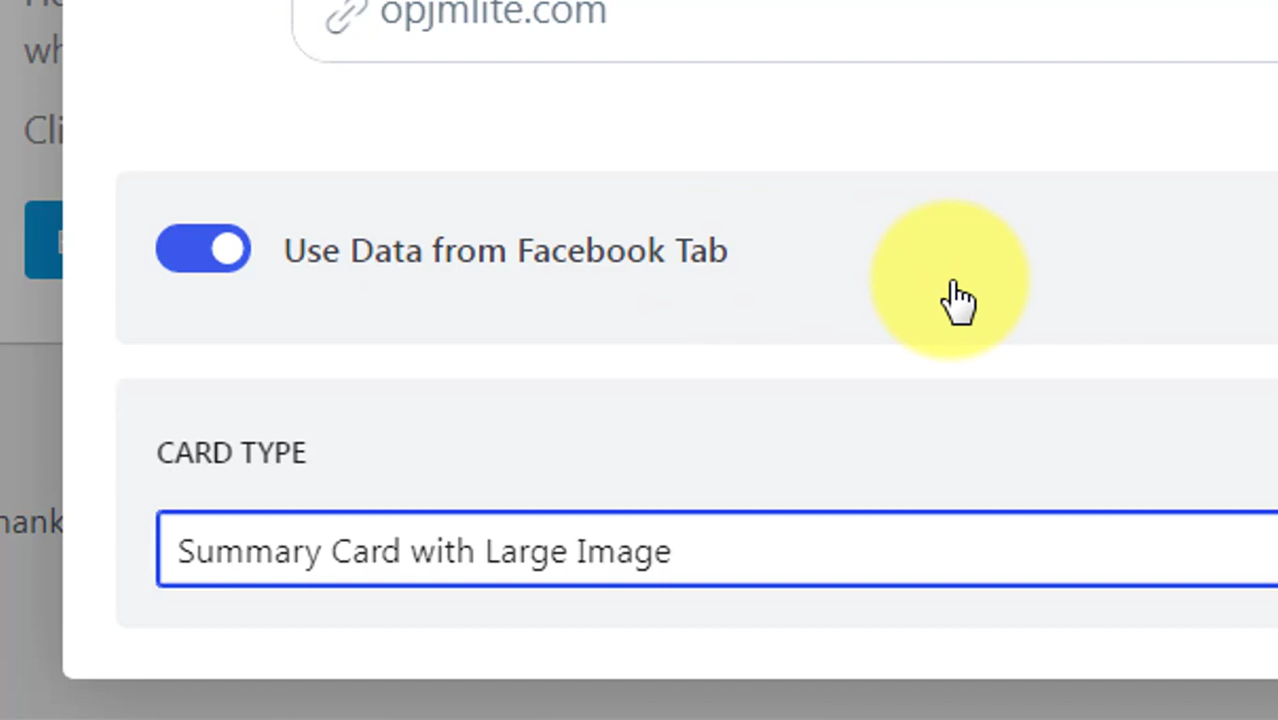 opjmlite.com
Use Data from Facebook Tab
CARD TYPE
Summary Card with Large Image